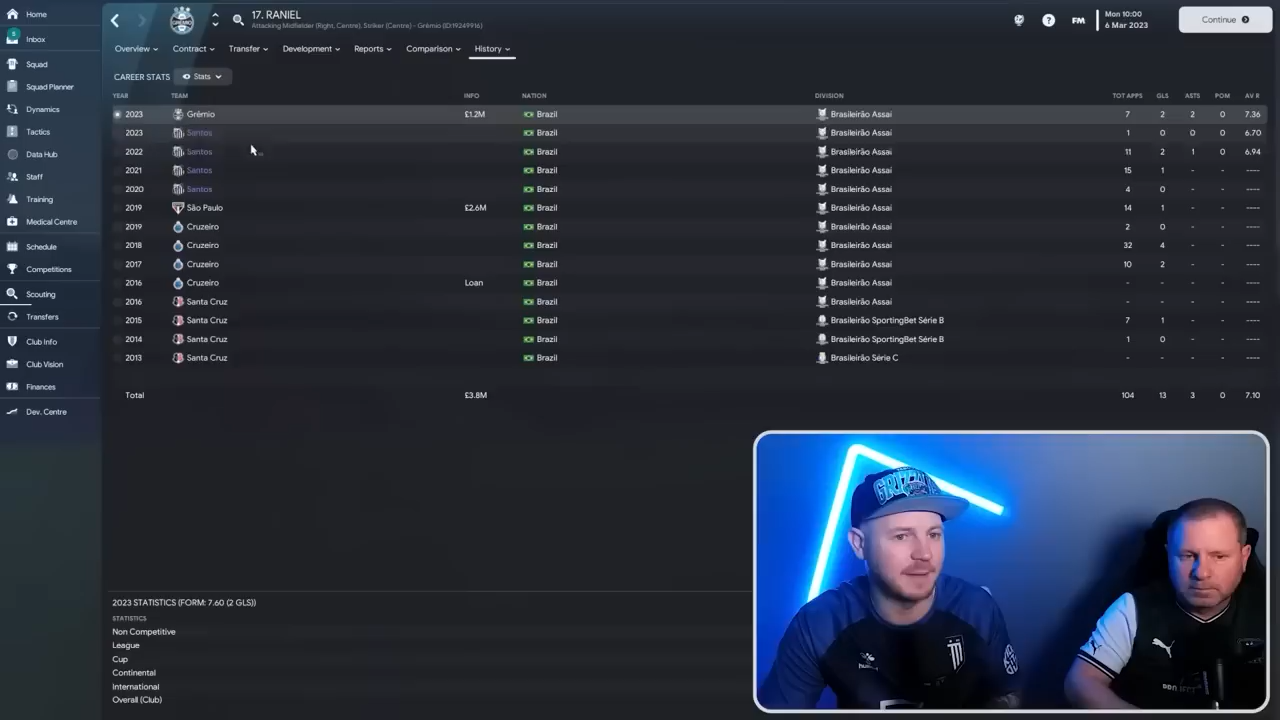 Home
Inbox
Squad
Squad Planner
Dynamics
Tactics
Data Hub
Staff
Training
Medical Centre
Schedule
Competitions
Scouting
Transfers
Club Info
Club Vision
Finances
Dev. Centre
17. RANIEL
Attacking Midfielder (Right, Centre), Striker (Centre) - Grêmio (ID:19249916)
FM
Mon 10:00
6 Mar 2023
Continue
Overview Contract Transfer Development Reports Comparison History
CAREER STATS Stats
YEAR TEAM INFO NATION DIVISION TOT APPS GLS ASTS POM AV R
2023 Grêmio £1.2M Brazil Brasileirão Assaí 7 2 2 0 7.36
2023 Santos Brazil Brasileirão Assaí 1 0 0 0 6.70
2022 Santos Brazil Brasileirão Assaí 11 2 1 0 6.94
2021 Santos Brazil Brasileirão Assaí 15 1 - - ----
2020 Santos Brazil Brasileirão Assaí 4 0 - - ----
2019 São Paulo £2.6M Brazil Brasileirão Assaí 14 1 - - ----
2019 Cruzeiro Brazil Brasileirão Assaí 2 0 - - ----
2018 Cruzeiro Brazil Brasileirão Assaí 32 4 - - ----
2017 Cruzeiro Brazil Brasileirão Assaí 10 2 - - ----
2016 Cruzeiro Loan Brazil Brasileirão Assaí - - - - ----
2016 Santa Cruz Brazil Brasileirão Assaí - - - - ----
2015 Santa Cruz Brazil Brasileirão SportingBet Série B 7 1 - - ----
2014 Santa Cruz Brazil Brasileirão SportingBet Série B 1 0 - - ----
2013 Santa Cruz Brazil Brasileirão Série C - - - - ----
Total £3.8M 104 13 3 0 7.10
2023 STATISTICS (FORM: 7.60 (2 GLS))
STATISTICS
Non Competitive
League
Cup
Continental
International
Overall (Club)